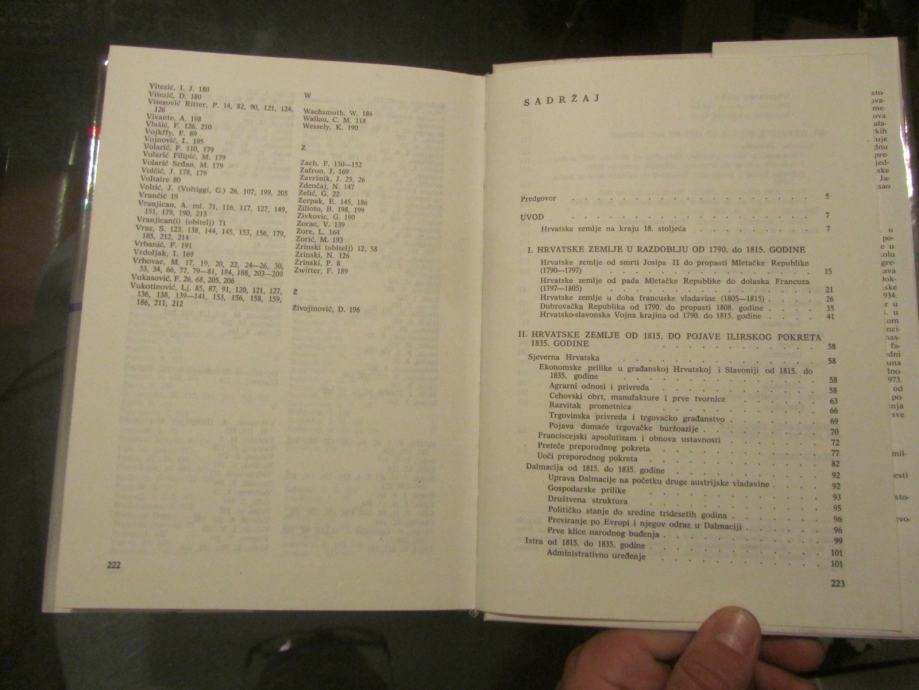 Vitezić, I. J. 180
Vitezić, D. 180
Vitezović Ritter, P. 14, 82, 90, 121, 124,
126
Vivante, A. 198
Vlašić, F. 126, 210
Vojkffy, F. 89
Vojnović, L. 195
Volarić, F. 110, 179
Volarić Filipić, M. 179
Volarić Srđan, M. 179
Volčić, J. 178, 179
Voltaire 80
Voltić, J. (Voltiggi, G.) 26, 107, 199, 205
Vrančić 19
Vranjican, A. ml. 71, 116, 117, 127, 149,
151, 179, 190, 213
Vranjican(i) (obitelj) 71
Vraz, S. 123, 138, 144, 145, 153, 156, 179,
185, 212, 214
Vrbanić, F. 191
Vrdoljak, I. 169
Vrhovac, M. 17, 19, 20, 22, 24—26, 30,
33, 34, 66, 77, 79—81, 184, 188, 203—205
Vukasović, F. 26, 68, 205, 206
Vukotinović, Lj. 85, 87, 91, 120, 121, 127,
136, 138, 139—141, 153, 156, 158, 159,
186, 211, 212
W
Wachsmuth, W. 186
Wallau, C. M. 118
Wessely, K. 190
Z
Zach, F. 150—152
Zafron, J. 169
Završnik, J. 25, 26
Zdenčaj, N. 147
Zelić, G. 22
Zerpak, E. 145, 186
Ziliotto, B. 198, 199
Zivkovic, G. 190
Zorac, V. 139
Zore, L. 164
Zorić, M. 193
Zrinski (obitelj) 12, 58
Zrinski, N. 126
Zrinski, P. 8
Zwitter, F. 189
Ž
Živojinović, D. 196
222
SADRŽAJ
Predgovor . . . 5
UVOD . . . 7
Hrvatske zemlje na kraju 18. stoljeća . . . 7
I. HRVATSKE ZEMLJE U RAZDOBLJU OD 1790. do 1815. GODINE
Hrvatske zemlje od smrti Josipa II do propasti Mletačke Republike
(1790—1797) . . . 15
Hrvatske zemlje od pada Mletačke Republike do dolaska Francuza
(1797—1805) . . . 21
Hrvatske zemlje u doba francuske vladavine (1805—1815) . . . 26
Dubrovačka Republika od 1790. do propasti 1808. godine . . . 35
Hrvatsko-slavonska Vojna krajina od 1790. do 1815. godine . . . 41
II. HRVATSKE ZEMLJE OD 1815. DO POJAVE ILIRSKOG POKRETA
1835. GODINE . . . 58
Sjeverna Hrvatska . . . 58
Ekonomske prilike u građanskoj Hrvatskoj i Slavoniji od 1815. do
1835. godine . . . 58
Agrarni odnosi i privreda . . . 58
Cehovski obrt, manufakture i prve tvornice . . . 63
Razvitak prometnica . . . 66
Trgovinska privreda i trgovačko građanstvo . . . 69
Pojava domaće trgovačke buržoazije . . . 70
Franciscejski apsolutizam i obnova ustavnosti . . . 72
Preteče preporodnog pokreta . . . 77
Uoči preporodnog pokreta . . . 82
Dalmacija od 1815. do 1835. godine . . . 92
Uprava Dalmacije na početku druge austrijske vladavine . . . 92
Gospodarske prilike . . . 93
Društvena struktura . . . 95
Političko stanje do sredine tridesetih godina . . . 96
Previranje po Evropi i njegov odraz u Dalmaciji . . . 96
Prve klice narodnog buđenja . . . 99
Istra od 1815. do 1835. godine . . . 101
Administrativno uređenje . . . 101
223